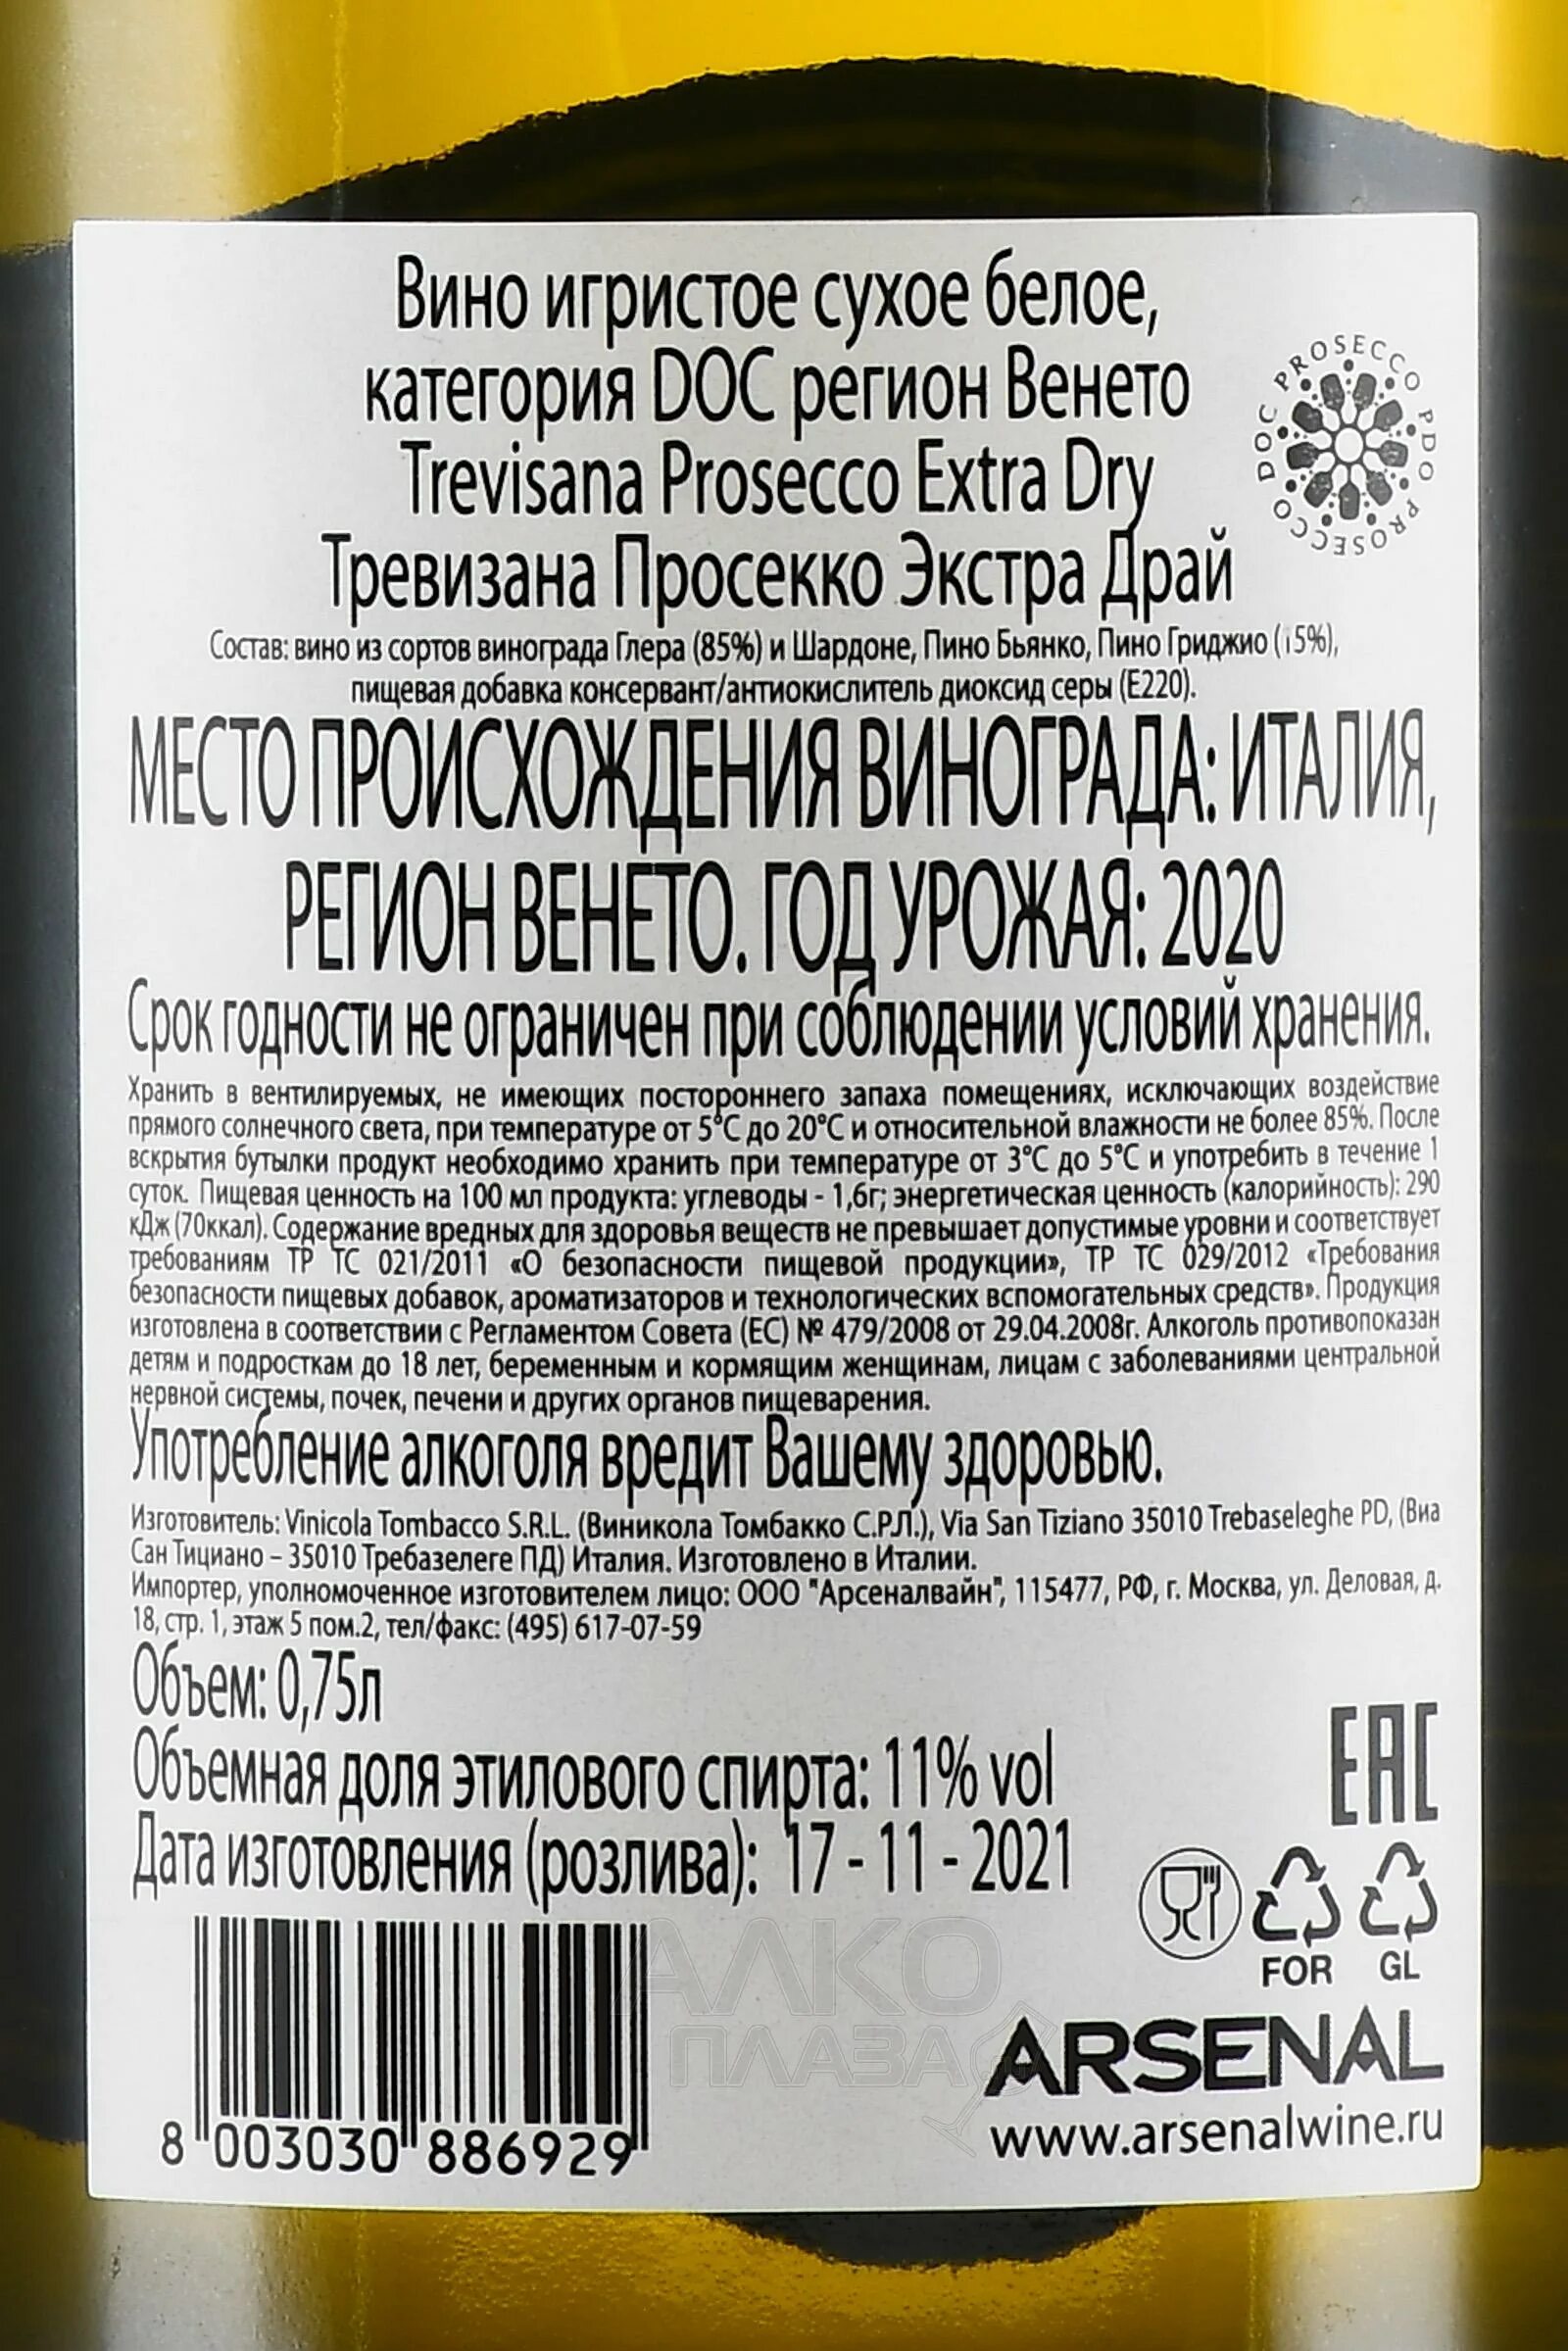 Вино игристое сухое белое,
категория DOC регион Венето
Trevisana Prosecco Extra Dry
Тревизана Просекко Экстра Драй
PROSECCO PDO PROSECCO DOC
Состав: вино из сортов винограда Глера (85%) и Шардоне, Пино Бьянко, Пино Гриджио (15%),
пищевая добавка консервант/антиокислитель диоксид серы (Е220).
МЕСТО ПРОИСХОЖДЕНИЯ ВИНОГРАДА: ИТАЛИЯ,
РЕГИОН ВЕНЕТО. ГОД УРОЖАЯ: 2020
Срок годности не ограничен при соблюдении условий хранения.
Хранить в вентилируемых, не имеющих постороннего запаха помещениях, исключающих воздействие
прямого солнечного света, при температуре от 5°С до 20°С и относительной влажности не более 85%. После
вскрытия бутылки продукт необходимо хранить при температуре от 3°С до 5°С и употребить в течение 1
суток. Пищевая ценность на 100 мл продукта: углеводы - 1,6г; энергетическая ценность (калорийность): 290
кДж (70ккал). Содержание вредных для здоровья веществ не превышает допустимые уровни и соответствует
требованиям ТР ТС 021/2011 «О безопасности пищевой продукции», ТР ТС 029/2012 «Требования
безопасности пищевых добавок, ароматизаторов и технологических вспомогательных средств». Продукция
изготовлена в соответствии с Регламентом Совета (ЕС) № 479/2008 от 29.04.2008г. Алкоголь противопоказан
детям и подросткам до 18 лет, беременным и кормящим женщинам, лицам с заболеваниями центральной
нервной системы, почек, печени и других органов пищеварения.
Употребление алкоголя вредит Вашему здоровью.
Изготовитель: Vinicola Tombacco S.R.L. (Виникола Томбакко С.Р.Л.), Via San Tiziano 35010 Trebaseleghe PD, (Виа
Сан Тициано – 35010 Требазелеге ПД) Италия. Изготовлено в Италии.
Импортер, уполномоченное изготовителем лицо: ООО "Арсеналвайн", 115477, РФ, г. Москва, ул. Деловая, д.
18, стр. 1, этаж 5 пом.2, тел/факс: (495) 617-07-59
Объем: 0,75л
Объемная доля этилового спирта: 11% vol
Дата изготовления (розлива): 17 - 11 - 2021
ЕАС
FOR GL
АЛКО
ПЛАЗА
ARSENAL
www.arsenalwine.ru
8 003030 886929